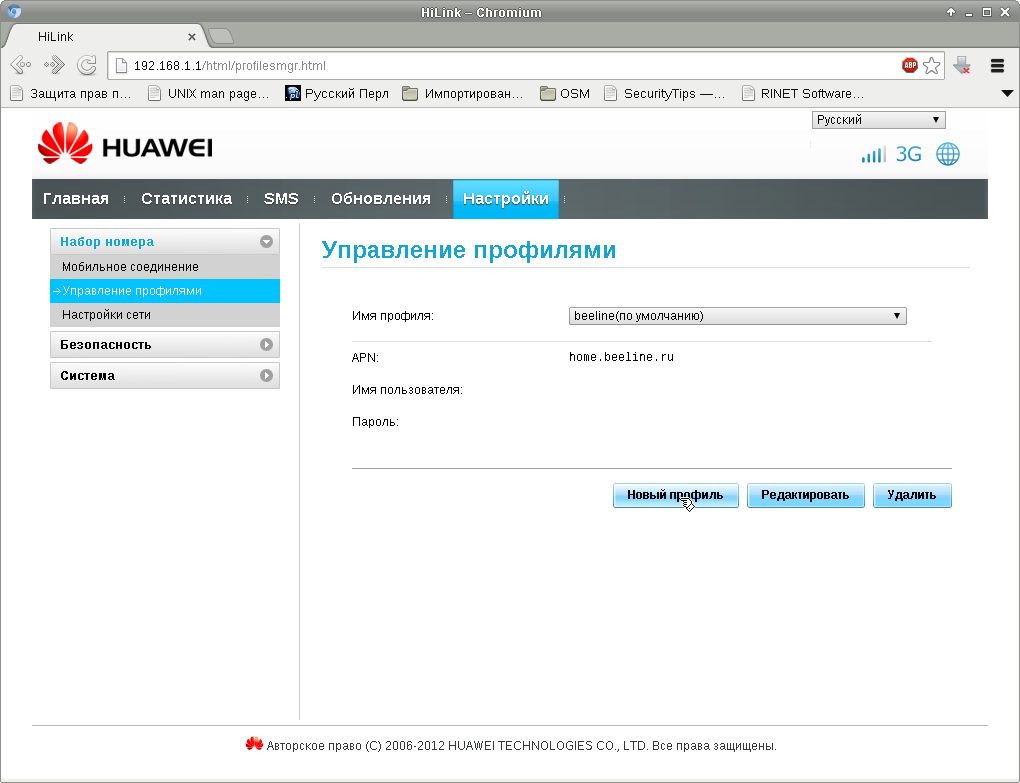 HiLink – Chromium
HiLink
192.168.1.1/html/profilesmgr.html
ABP
Защита прав п... UNIX man page... Русский Перл Импортирован... OSM SecurityTips —... RINET Software...
Русский
HUAWEI
3G
Главная Статистика SMS Обновления Настройки
Набор номера
Мобильное соединение
Управление профилями
Настройки сети
Безопасность
Система
Управление профилями
Имя профиля: beeline(по умолчанию)
APN: home.beeline.ru
Имя пользователя:
Пароль:
Новый профиль Редактировать Удалить
Авторское право (C) 2006-2012 HUAWEI TECHNOLOGIES CO., LTD. Все права защищены.